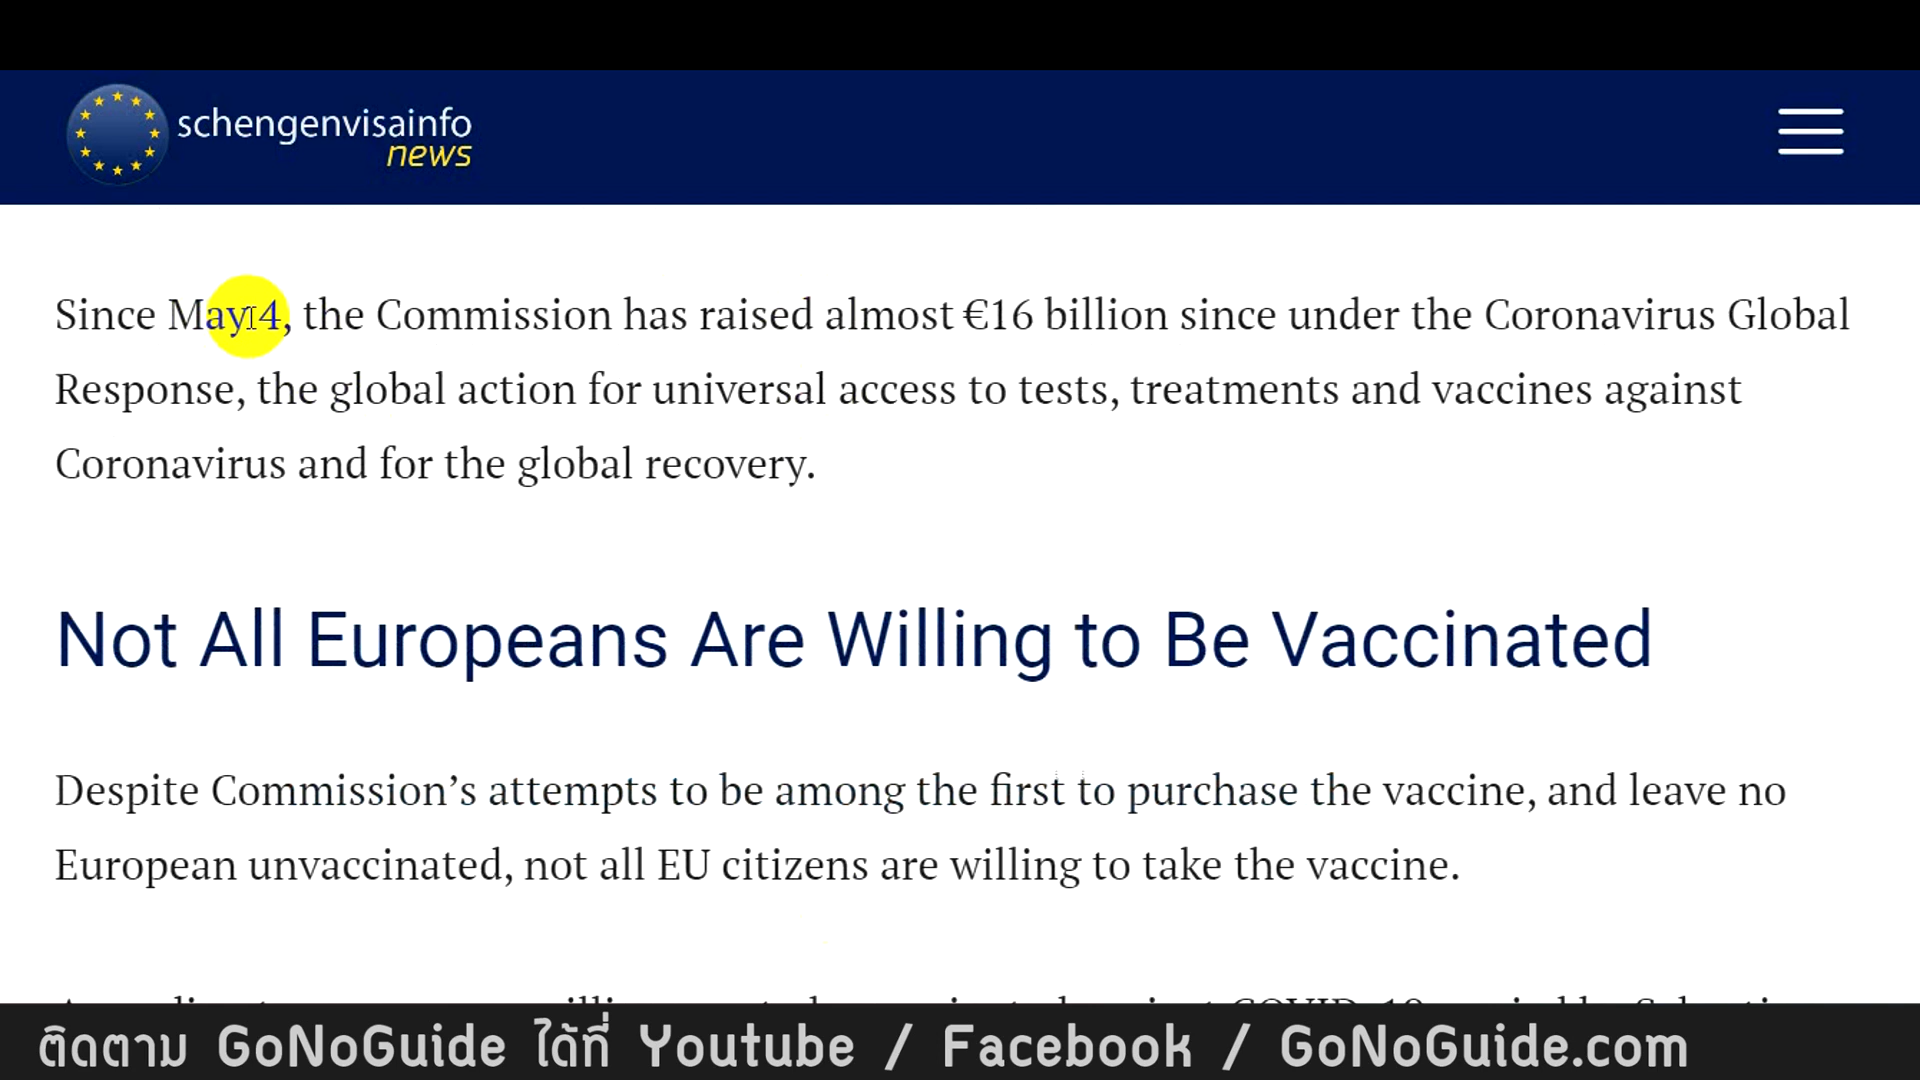 schengenvisainfo
news
Since May 4, the Commission has raised almost €16 billion since under the Coronavirus Global
Response, the global action for universal access to tests, treatments and vaccines against
Coronavirus and for the global recovery.
Not All Europeans Are Willing to Be Vaccinated
Despite Commission’s attempts to be among the first to purchase the vaccine, and leave no
European unvaccinated, not all EU citizens are willing to take the vaccine.
ติดตาม GoNoGuide ได้ที่ Youtube / Facebook / GoNoGuide.com